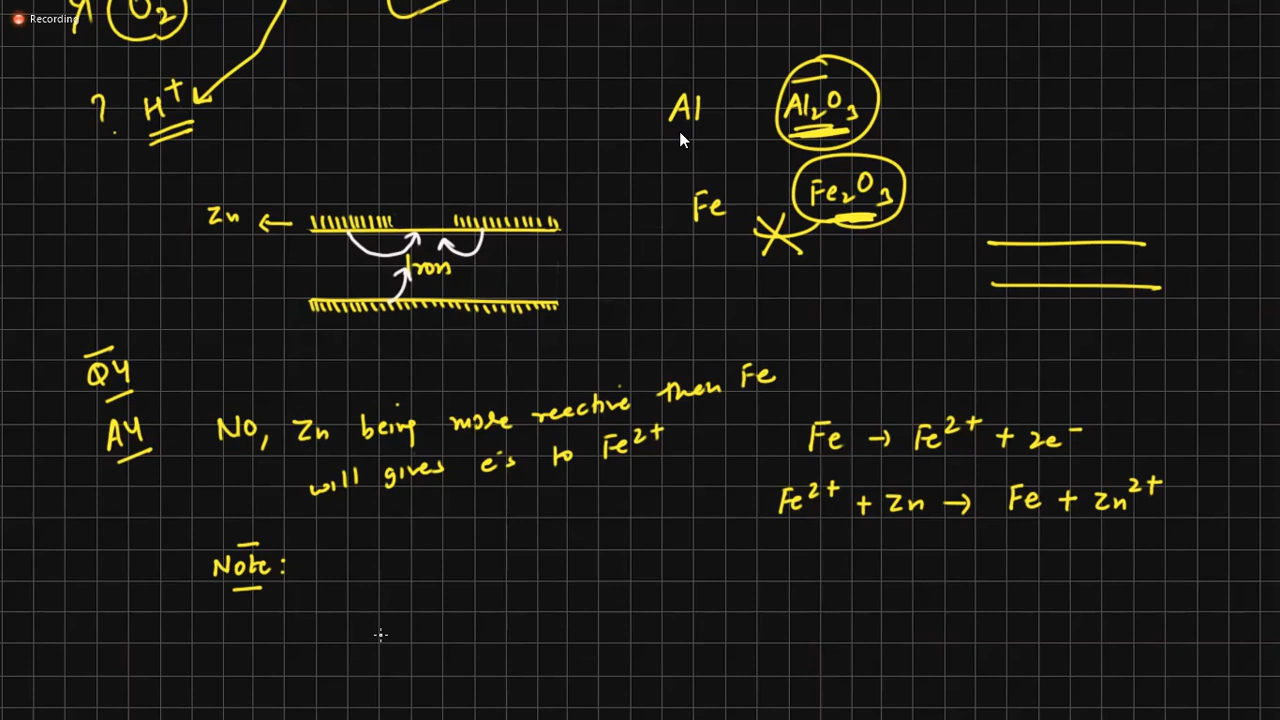 Recording
O2
? H+
Al Al2O3
Fe Fe2O3
Zn
Iron
Q4
A4 NO, Zn being more reactive then Fe
will gives e's to Fe2+
Fe → Fe2+ + 2e-
Fe2+ + Zn → Fe + Zn2+
Note: